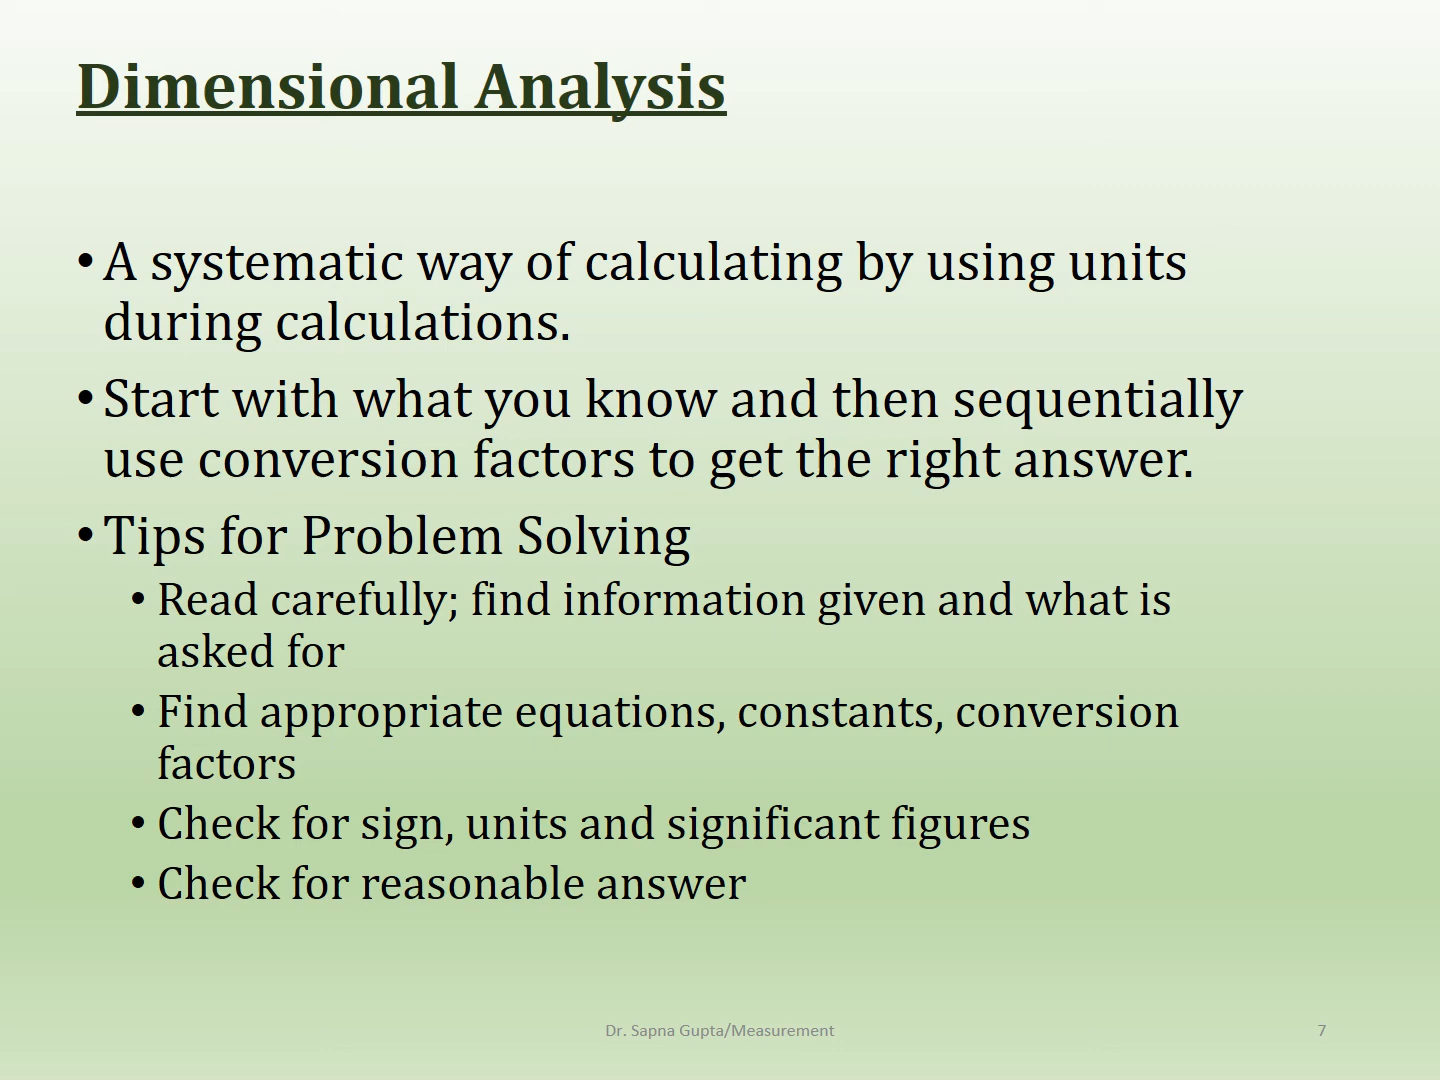 Dimensional Analysis
• A systematic way of calculating by using units
during calculations.
• Start with what you know and then sequentially
use conversion factors to get the right answer.
• Tips for Problem Solving
• Read carefully; find information given and what is
asked for
• Find appropriate equations, constants, conversion
factors
• Check for sign, units and significant figures
• Check for reasonable answer
Dr. Sapna Gupta/Measurement
7